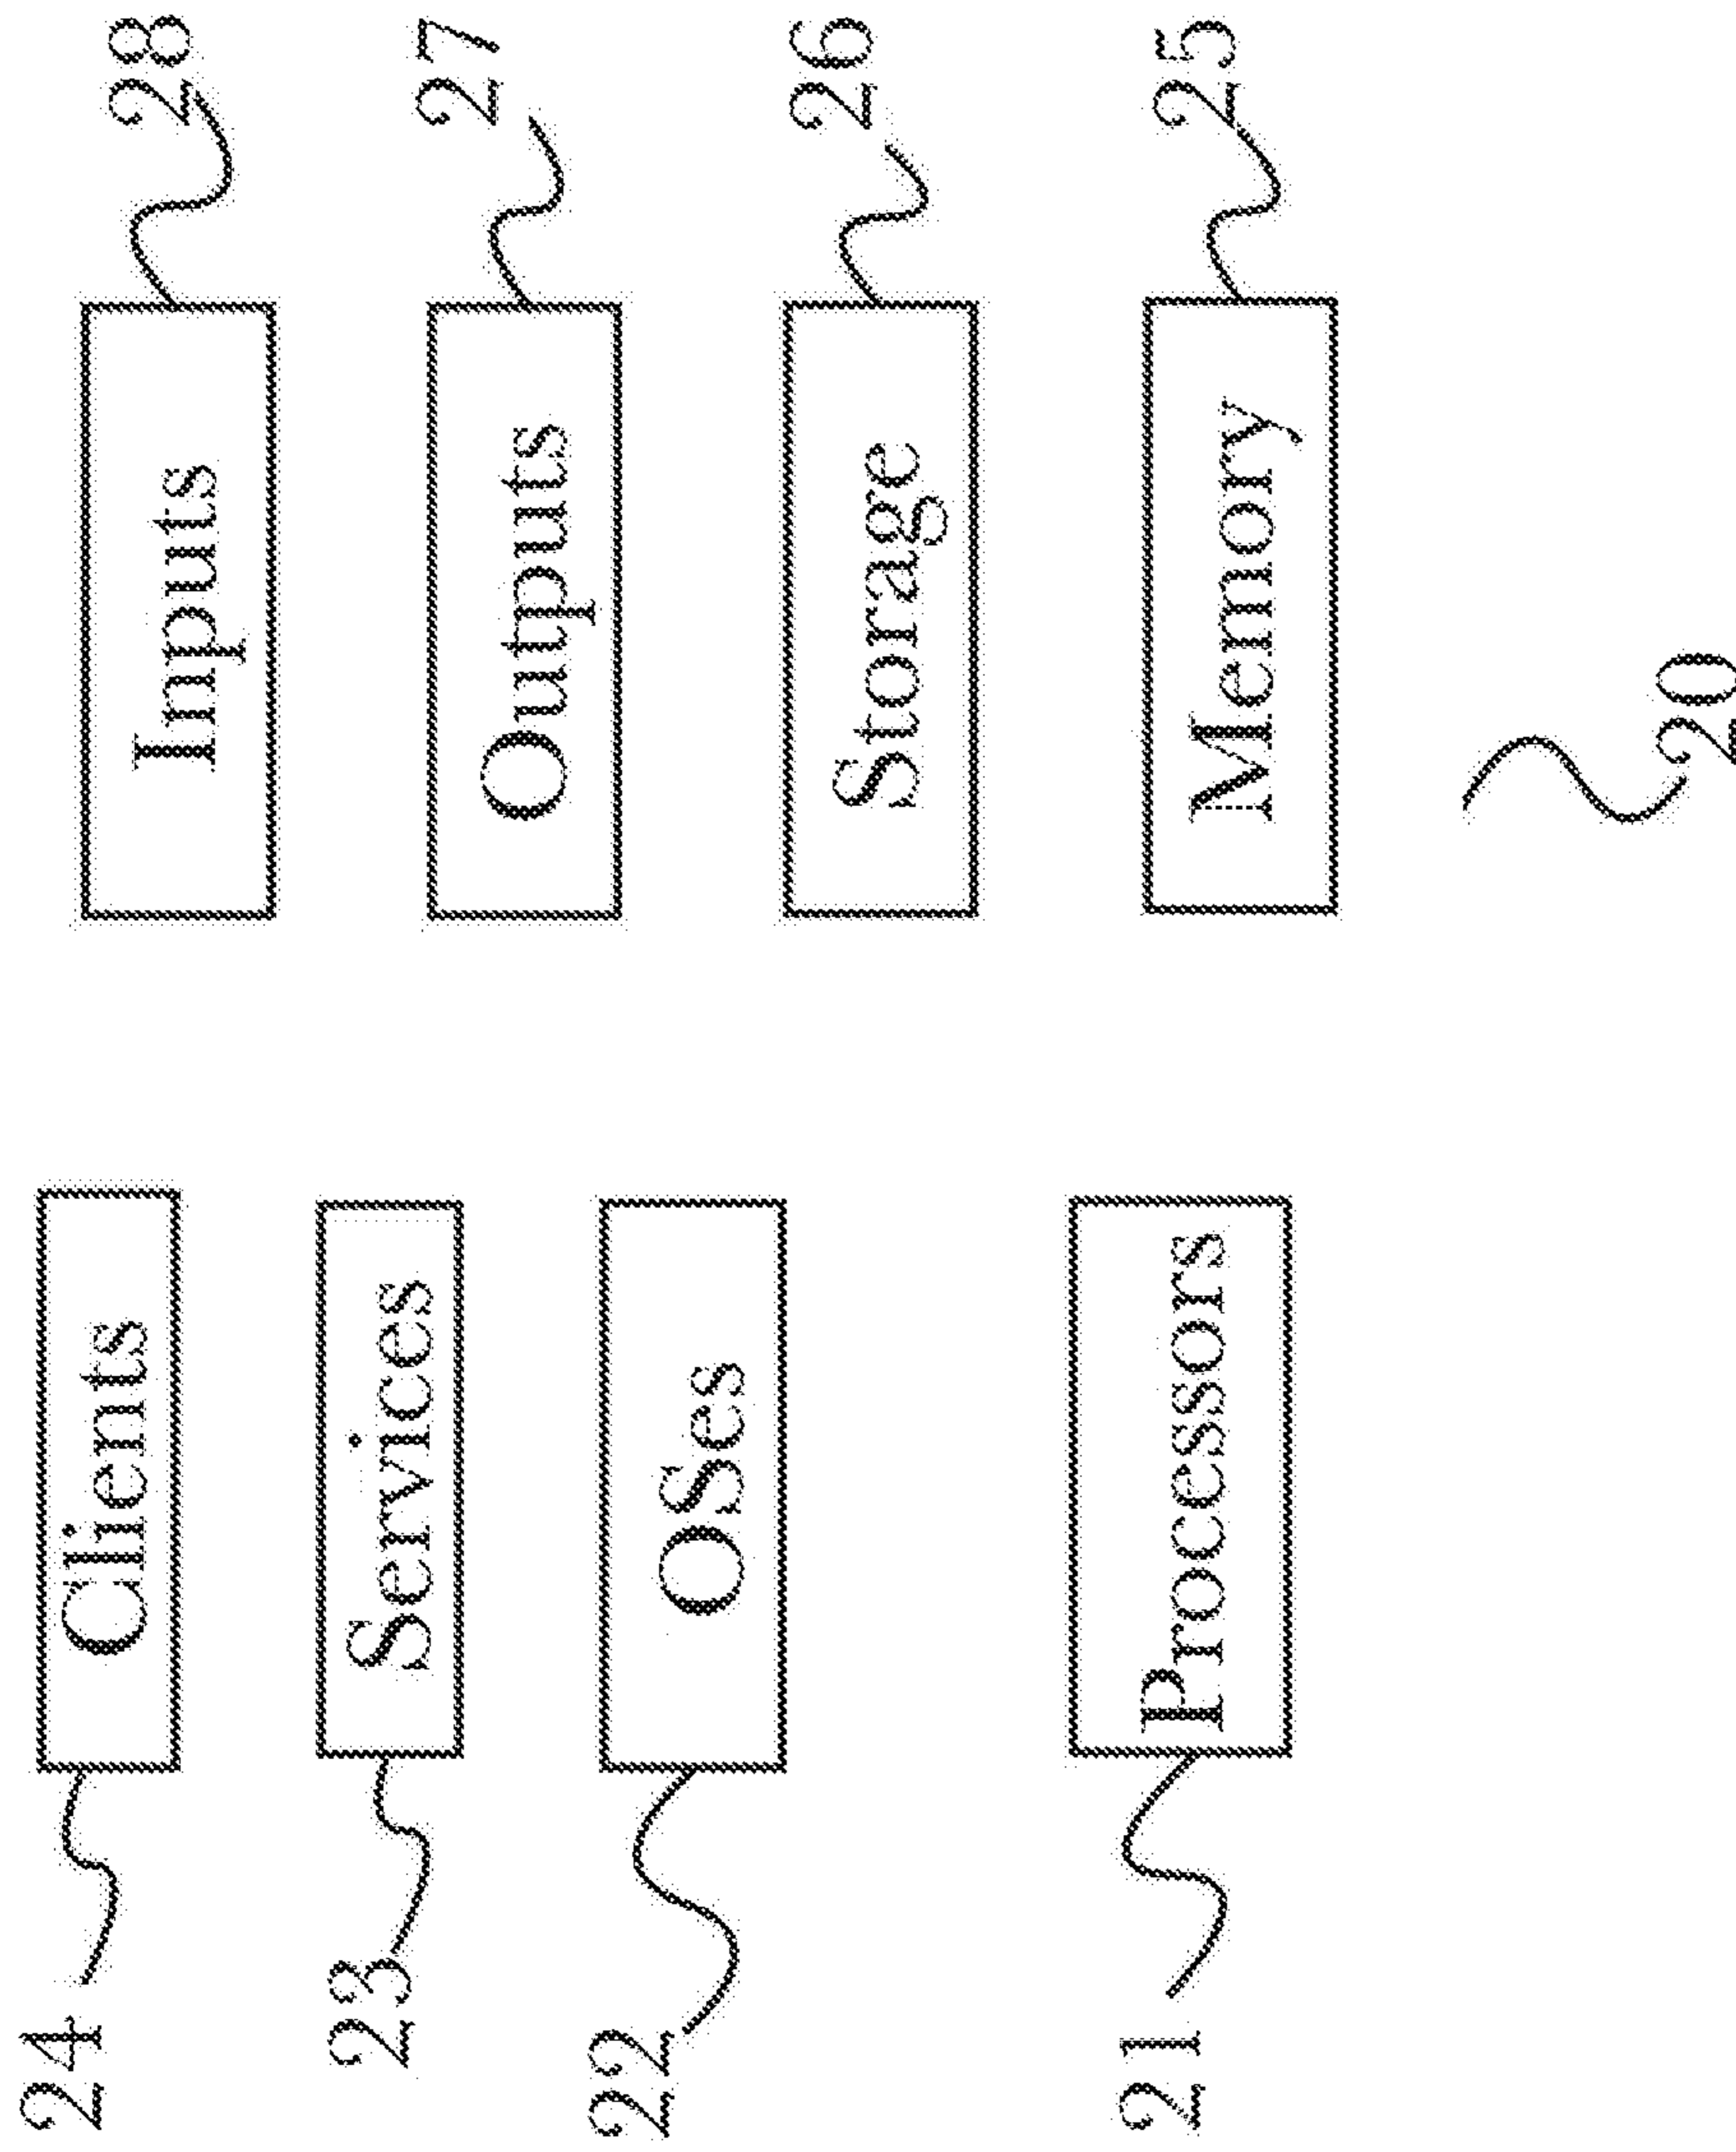 24
Clients
Inputs
28
23
Services
Outputs
27
22
OSes
Storage
26
21
Processors
Memory
25
20